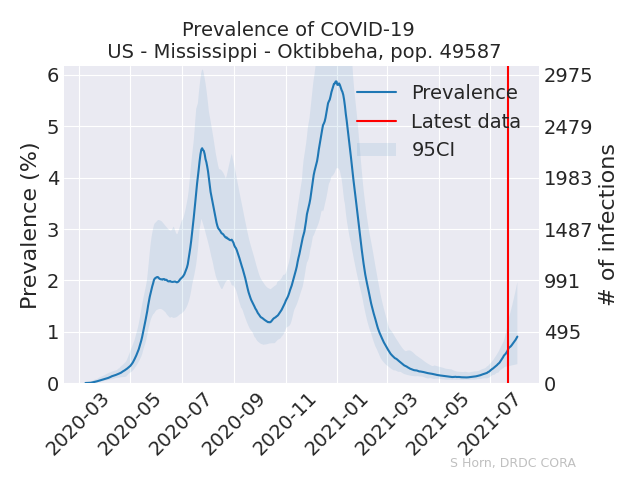 Prevalence of COVID-19
US - Mississippi - Oktibbeha, pop. 49587
Prevalence (%)
6
5
4
3
2
1
0
Prevalence
Latest data
95CI
2975
2479
1983
1487
991
495
0
# of infections
2020-03
2020-05
2020-07
2020-09
2020-11
2021-01
2021-03
2021-05
2021-07
S Horn, DRDC CORA